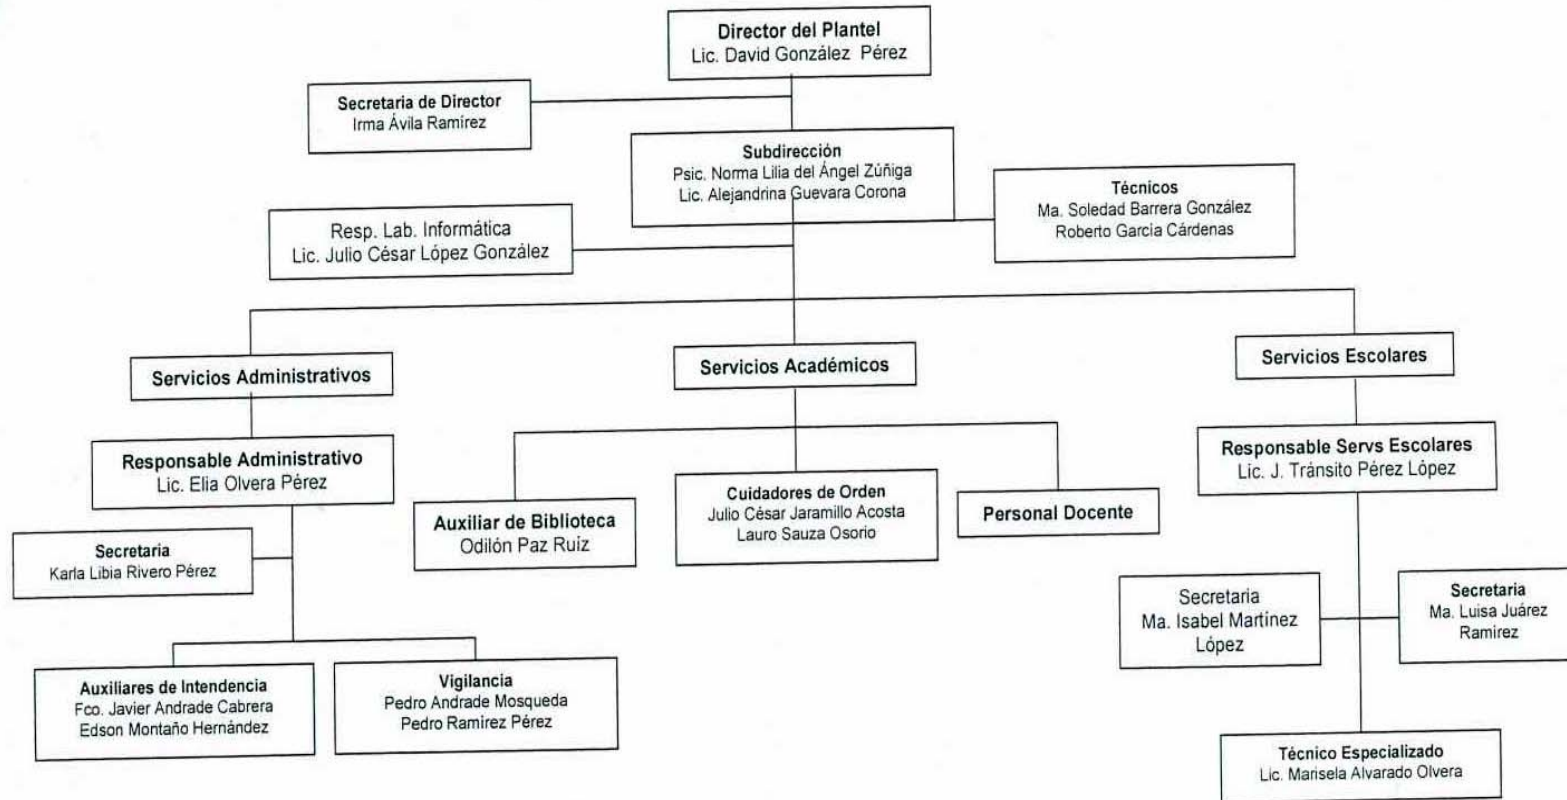 Director del Plantel
Lic. David González Pérez
Secretaria de Director
Irma Ávila Ramírez
Subdirección
Psic. Norma Lilia del Ángel Zúñiga
Lic. Alejandrina Guevara Corona
Técnicos
Ma. Soledad Barrera González
Roberto García Cárdenas
Resp. Lab. Informática
Lic. Julio César López González
Servicios Administrativos
Servicios Académicos
Servicios Escolares
Responsable Administrativo
Lic. Elia Olvera Pérez
Responsable Servs Escolares
Lic. J. Tránsito Pérez López
Auxiliar de Biblioteca
Odilón Paz Ruiz
Cuidadores de Orden
Julio César Jaramillo Acosta
Lauro Sauza Osorio
Personal Docente
Secretaria
Karla Libia Rivero Pérez
Secretaria
Ma. Isabel Martínez
López
Secretaria
Ma. Luisa Juárez
Ramírez
Auxiliares de Intendencia
Fco. Javier Andrade Cabrera
Edson Montaño Hernández
Vigilancia
Pedro Andrade Mosqueda
Pedro Ramírez Pérez
Técnico Especializado
Lic. Marisela Alvarado Olvera